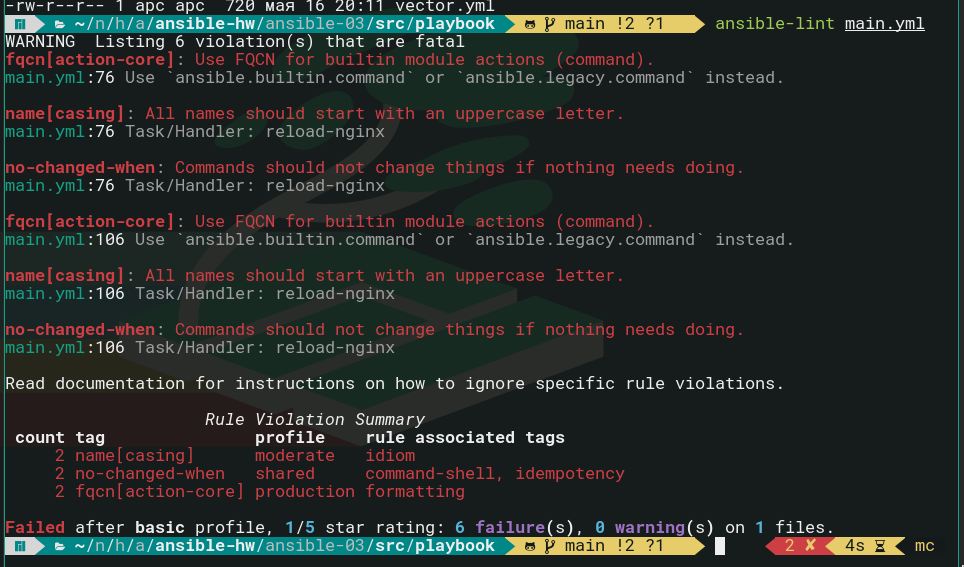 -rw-r--r-- 1 apc apc  720 мая 16 20:11 vector.yml
~/n/h/a/ansible-hw/ansible-03/src/playbook main !2 ?1 ansible-lint main.yml
WARNING  Listing 6 violation(s) that are fatal
fqcn[action-core]: Use FQCN for builtin module actions (command).
main.yml:76 Use `ansible.builtin.command` or `ansible.legacy.command` instead.
name[casing]: All names should start with an uppercase letter.
main.yml:76 Task/Handler: reload-nginx
no-changed-when: Commands should not change things if nothing needs doing.
main.yml:76 Task/Handler: reload-nginx
fqcn[action-core]: Use FQCN for builtin module actions (command).
main.yml:106 Use `ansible.builtin.command` or `ansible.legacy.command` instead.
name[casing]: All names should start with an uppercase letter.
main.yml:106 Task/Handler: reload-nginx
no-changed-when: Commands should not change things if nothing needs doing.
main.yml:106 Task/Handler: reload-nginx
Read documentation for instructions on how to ignore specific rule violations.
Rule Violation Summary
count tag profile rule associated tags
2 name[casing] moderate idiom
2 no-changed-when shared command-shell, idempotency
2 fqcn[action-core] production formatting
Failed after basic profile, 1/5 star rating: 6 failure(s), 0 warning(s) on 1 files.
~/n/h/a/ansible-hw/ansible-03/src/playbook main !2 ?1 2 ✘ 4s mc